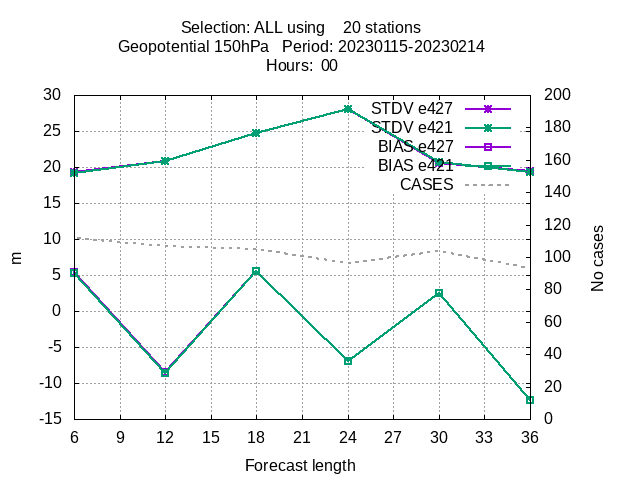 Selection: ALL using 20 stations
Geopotential 150hPa Period: 20230115-20230214
Hours: 00
STDV e427
STDV e421
BIAS e427
BIAS e421
CASES
30
25
20
15
10
5
0
-5
-10
-15
m
200
180
160
140
120
100
80
60
40
20
0
No cases
6 9 12 15 18 21 24 27 30 33 36
Forecast length